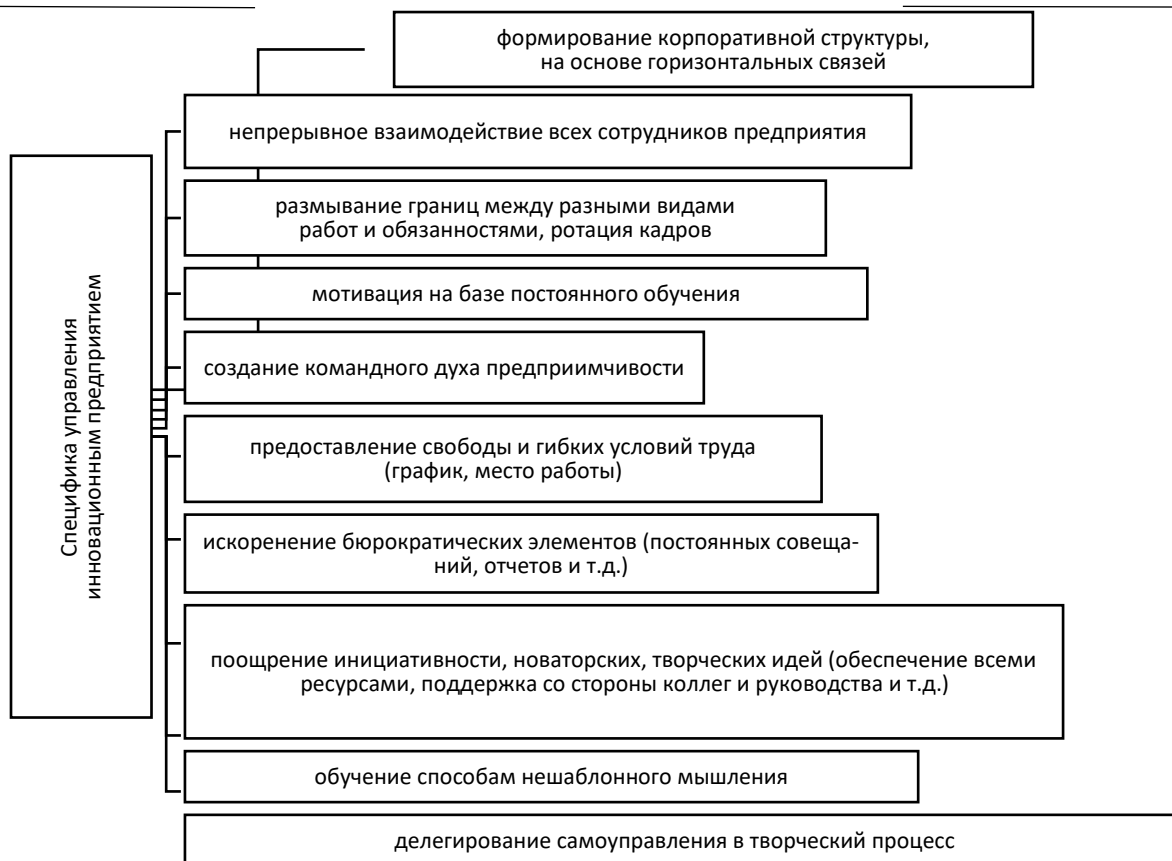 формирование корпоративной структуры,
на основе горизонтальных связей
непрерывное взаимодействие всех сотрудников предприятия
размывание границ между разными видами
работ и обязанностями, ротация кадров
мотивация на базе постоянного обучения
создание командного духа предприимчивости
Специфика управления
инновационным предприятием
предоставление свободы и гибких условий труда
(график, место работы)
искоренение бюрократических элементов (постоянных совеща-
ний, отчетов и т.д.)
поощрение инициативности, новаторских, творческих идей (обеспечение всеми
ресурсами, поддержка со стороны коллег и руководства и т.д.)
обучение способам нешаблонного мышления
делегирование самоуправления в творческий процесс